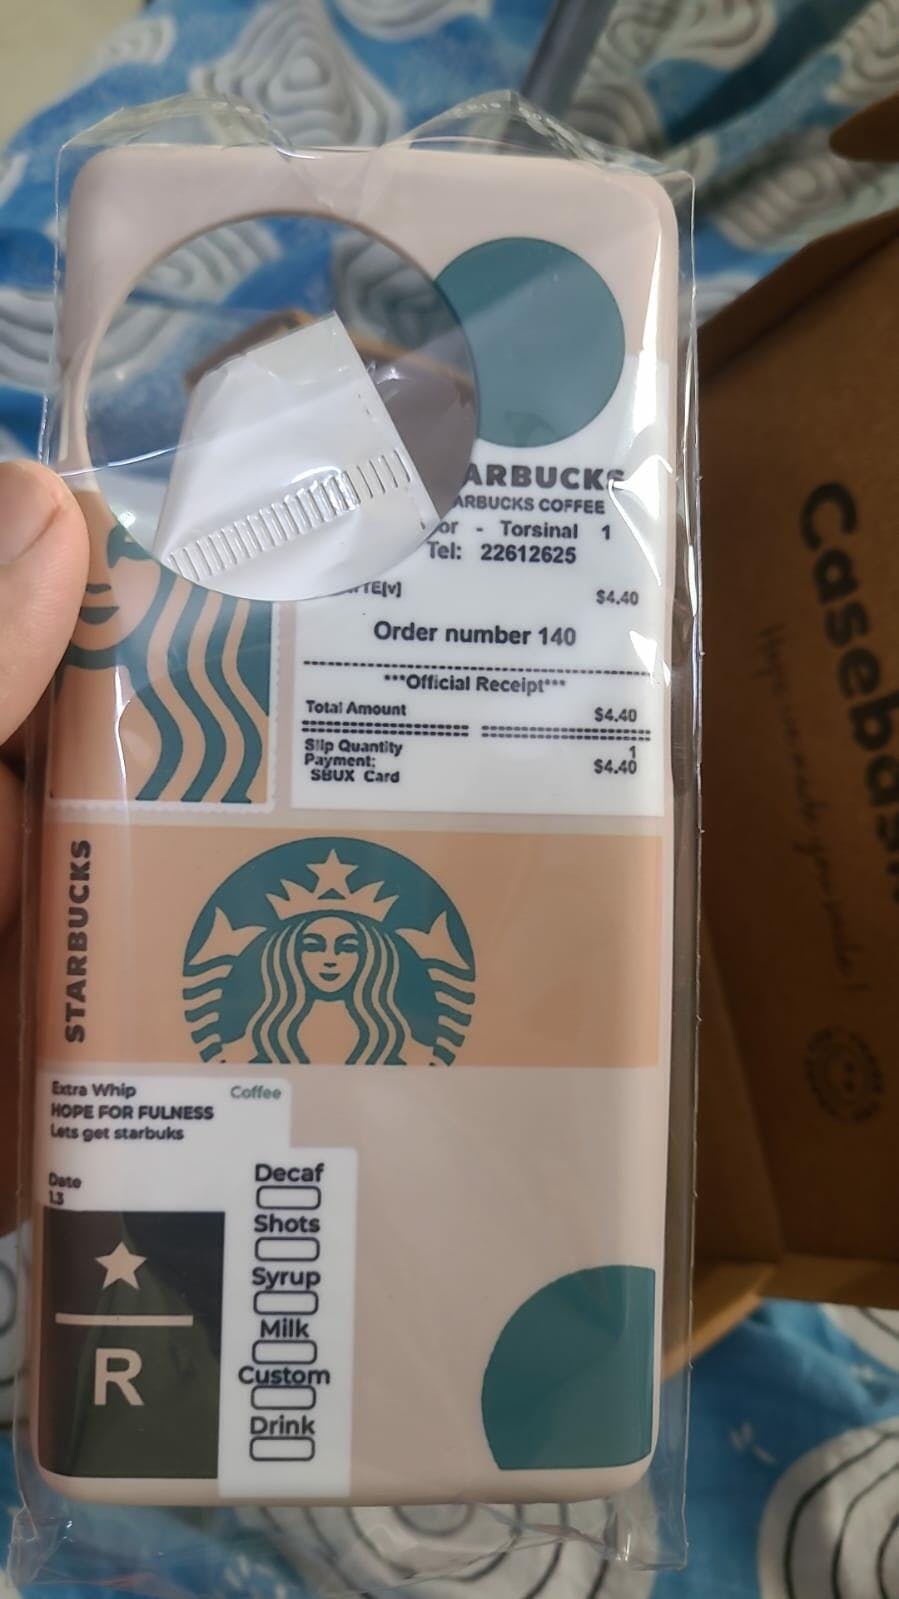 ARBUCKS
ARBUCKS COFFEE
or - Torsinal 1
Tel: 22612625
TE[v] $4.40
Order number 140
***Official Receipt***
Total Amount $4.40
Slip Quantity 1
Payment: $4.40
SBUX Card
STARBUCKS
Extra Whip Coffee
HOPE FOR FULNESS
Lets get starbuks
Date
1.3
R
Decaf
Shots
Syrup
Milk
Custom
Drink
Caseba